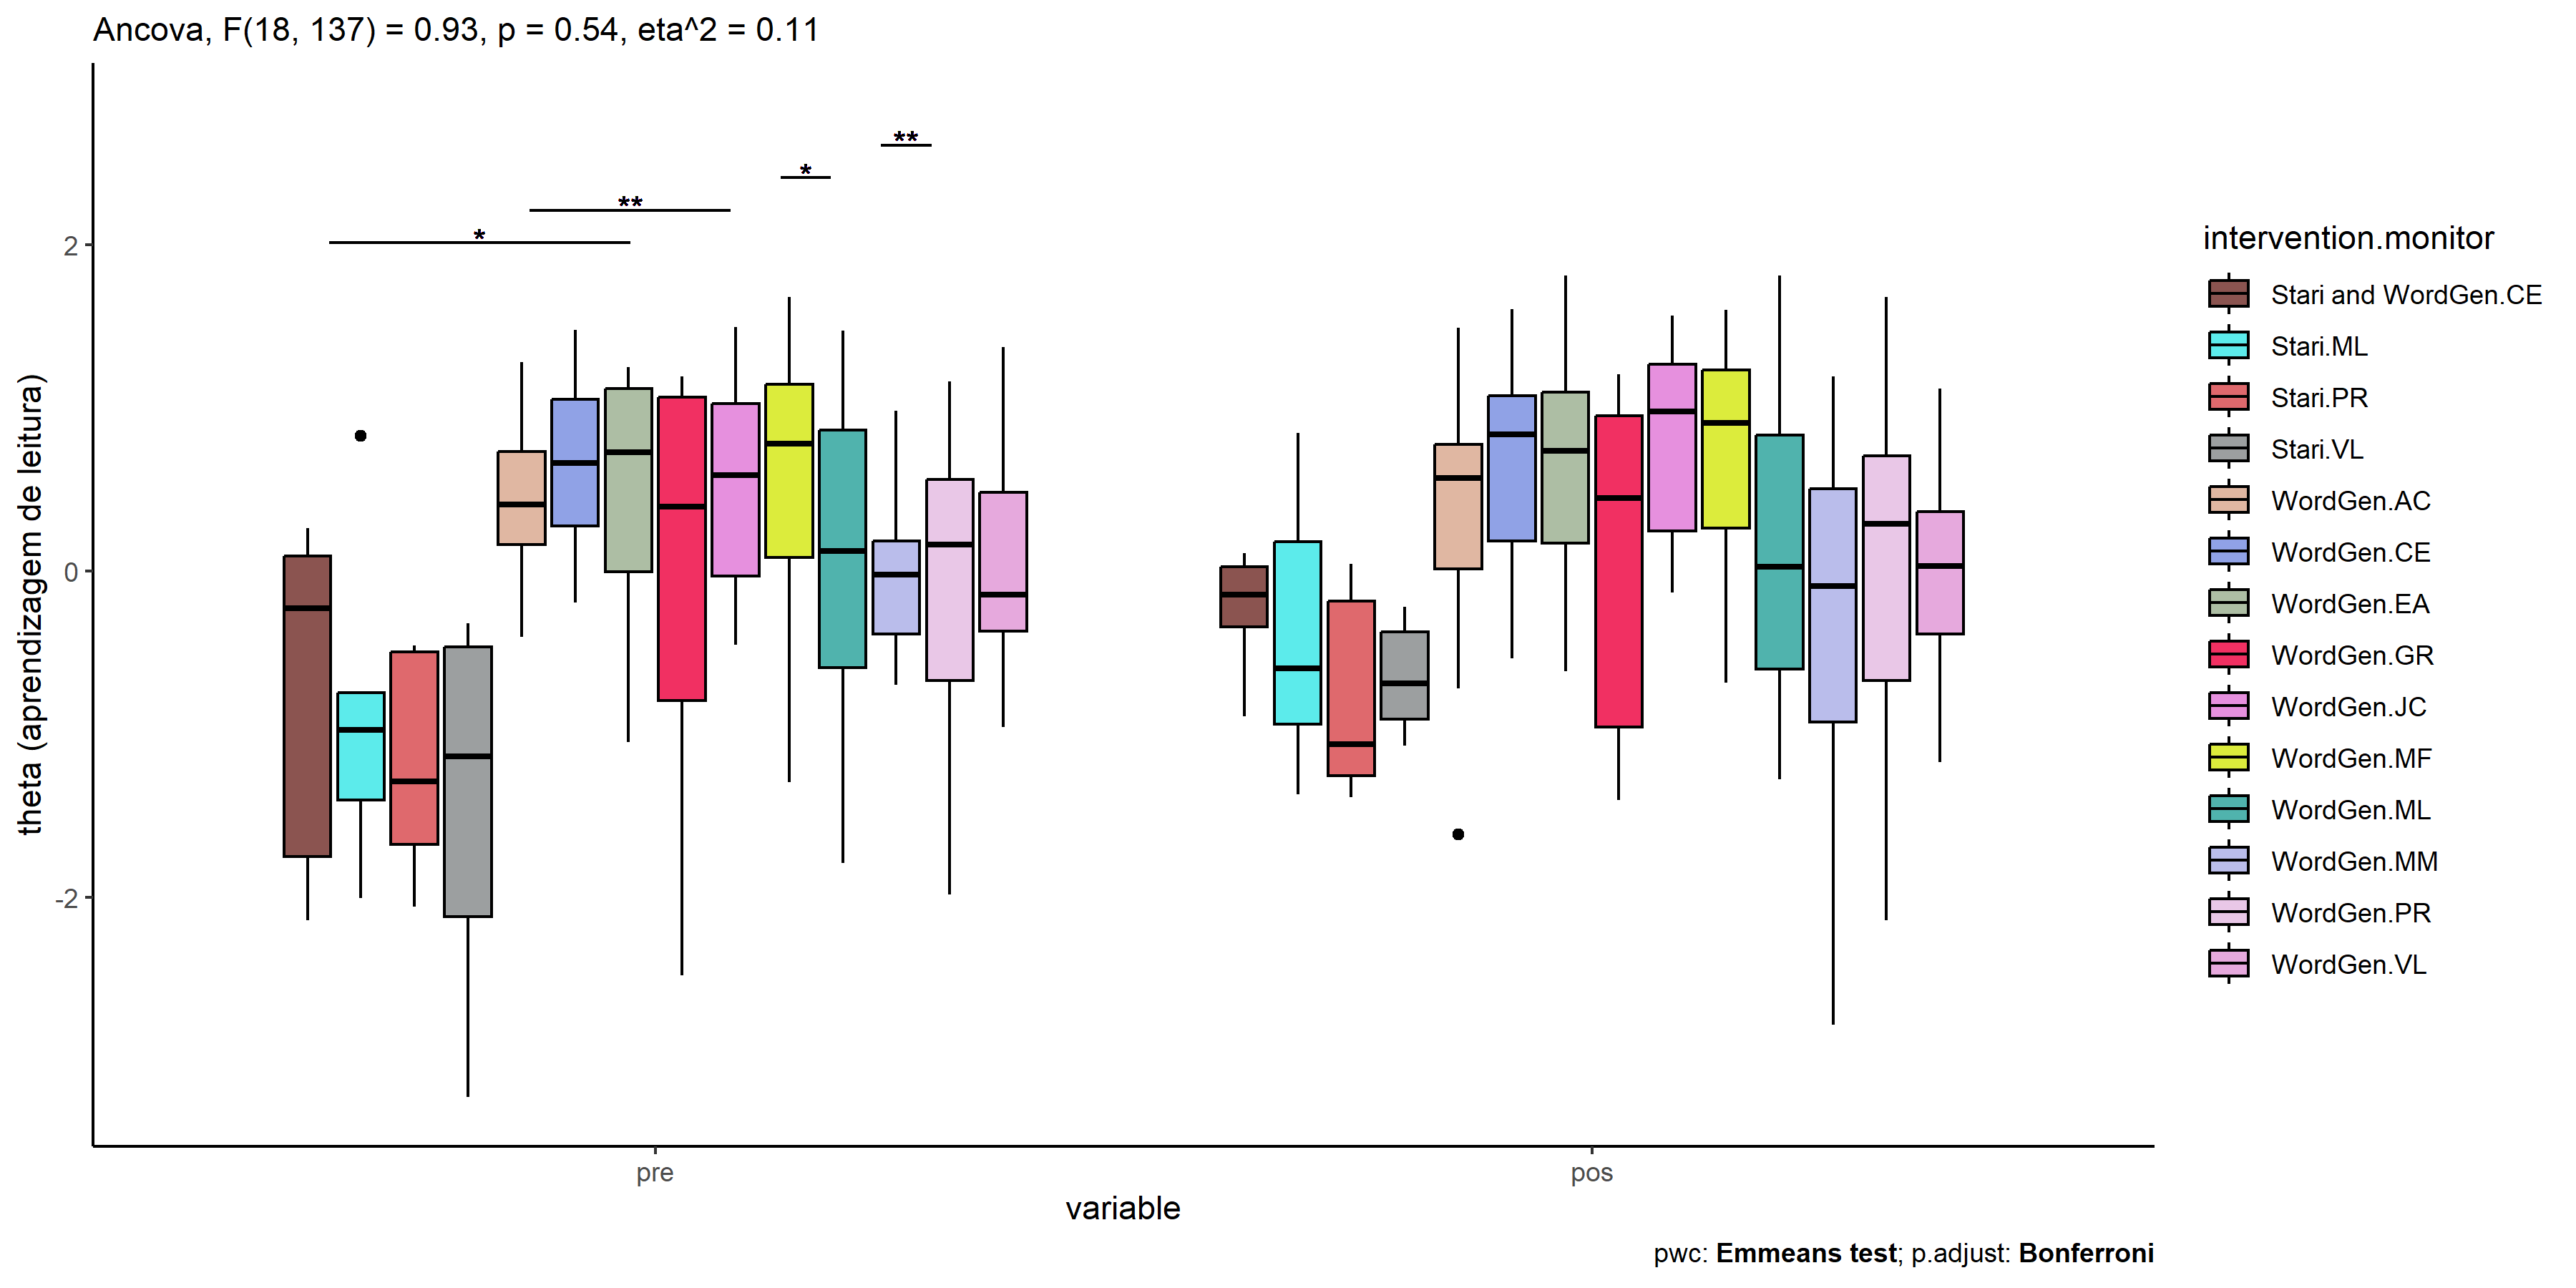 Ancova, F(18, 137) = 0.93, p = 0.54, eta^2 = 0.11
**
*
**
*
2
0
-2
theta (aprendizagem de leitura)
pre
pos
variable
intervention.monitor
Stari and WordGen.CE
Stari.ML
Stari.PR
Stari.VL
WordGen.AC
WordGen.CE
WordGen.EA
WordGen.GR
WordGen.JC
WordGen.MF
WordGen.ML
WordGen.MM
WordGen.PR
WordGen.VL
pwc: Emmeans test; p.adjust: Bonferroni